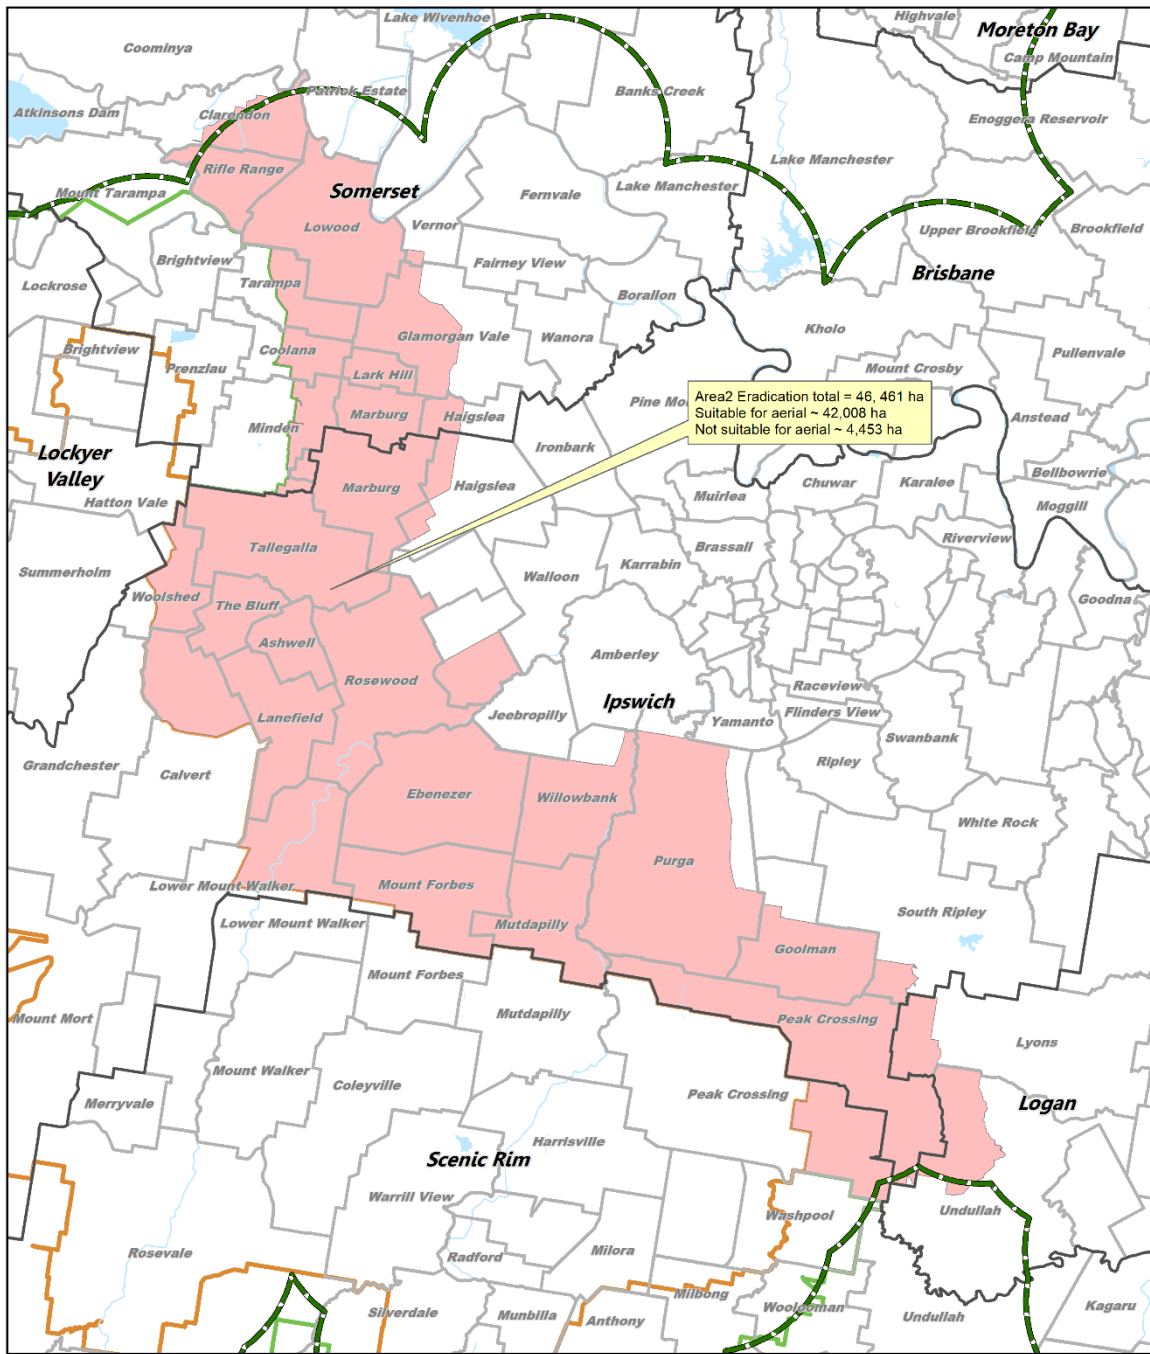 Lake Wivenhoe
Highvale
Moreton Bay
Coominya
Camp Mountain
Patrick Estate
Banks Creek
Atkinsons Dam
Clarendon
Enoggera Reservoir
Lake Manchester
Rifle Range
Mount Tarampa
Somerset
Fernvale
Lake Manchester
Lowood
Vernor
Upper Brookfield
Brookfield
Brightview
Fairney View
Lockrose
Tarampa
Borallon
Brisbane
Glamorgan Vale
Wanora
Kholo
Brightview
Coolana
Pullenvale
Prenzlau
Lark Hill
Mount Crosby
Area2 Eradication total = 46, 461 ha
Suitable for aerial ~ 42,008 ha
Not suitable for aerial ~ 4,453 ha
Pine Mo
Marburg
Haigslea
Anstead
Minden
Ironbark
Lockyer
Valley
Bellbowrie
Marburg
Haigslea
Chuwar
Karalee
Hatton Vale
Muirlea
Moggill
Tallegalla
Brassall
Riverview
Summerholm
Walloon
Karrabin
Woolshed
The Bluff
Goodna
Ashwell
Amberley
Rosewood
Raceview
Ipswich
Lanefield
Jeebropilly
Yamanto
Flinders View
Swanbank
Grandchester
Calvert
Ripley
Ebenezer
Willowbank
White Rock
Purga
Lower Mount Walker
Mount Forbes
South Ripley
Lower Mount Walker
Mutdapilly
Goolman
Mount Forbes
Mutdapilly
Mount Mort
Peak Crossing
Lyons
Mount Walker
Coleyville
Peak Crossing
Merryvale
Logan
Harrisville
Scenic Rim
Warrill View
Washpool
Undullah
Rosevale
Radford
Milora
Milbong
Silverdale
Munbilla
Anthony
Woolooman
Undullah
Kagaru